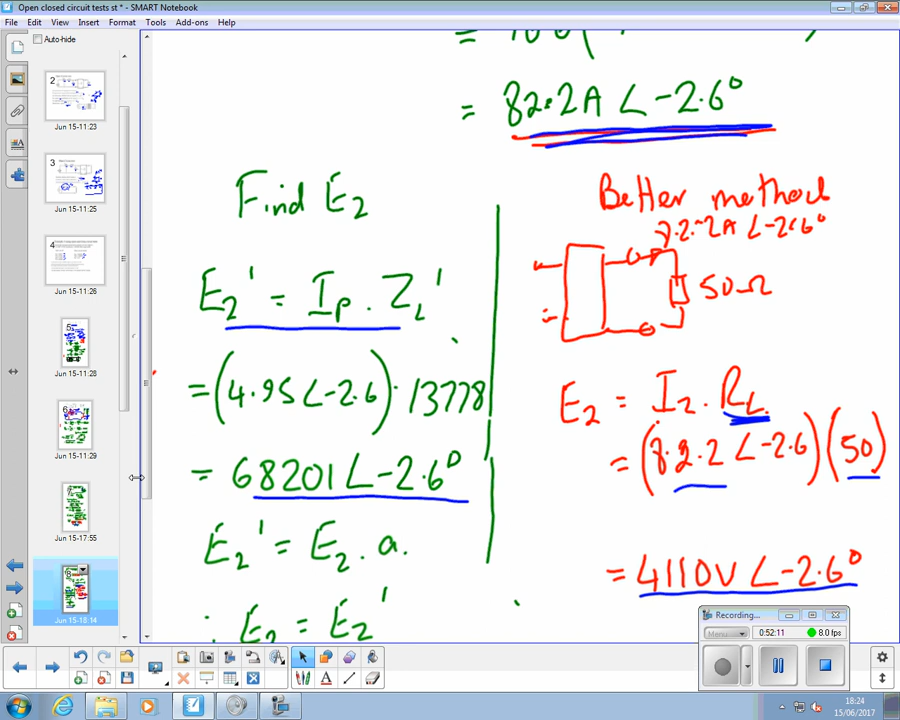 Open closed circuit tests st * - SMART Notebook
File Edit View Insert Format Tools Add-ons Help
Auto-hide
2
Jun 15-11:23
3
Jun 15-11:25
4
Jun 15-11:26
Jun 15-11:28
Jun 15-11:29
Jun 15-17:55
Jun 15-18:14
= 82.2A ∠ -2.6°
Find E2
E2' = Ip . ZL'
= (4.95 ∠ -2.6) . 13778
= 68201 ∠ -2.6°
E2' = E2 . a.
∴ E2 = E2'
Better method
82.2A ∠ -2.6°
50Ω
E2 = I2 . RL.
= (82.2 ∠ -2.6)(50)
= 4110V ∠ -2.6°
Recording...
Menu
0:52:11 8.0 fps
18:24
15/06/2017